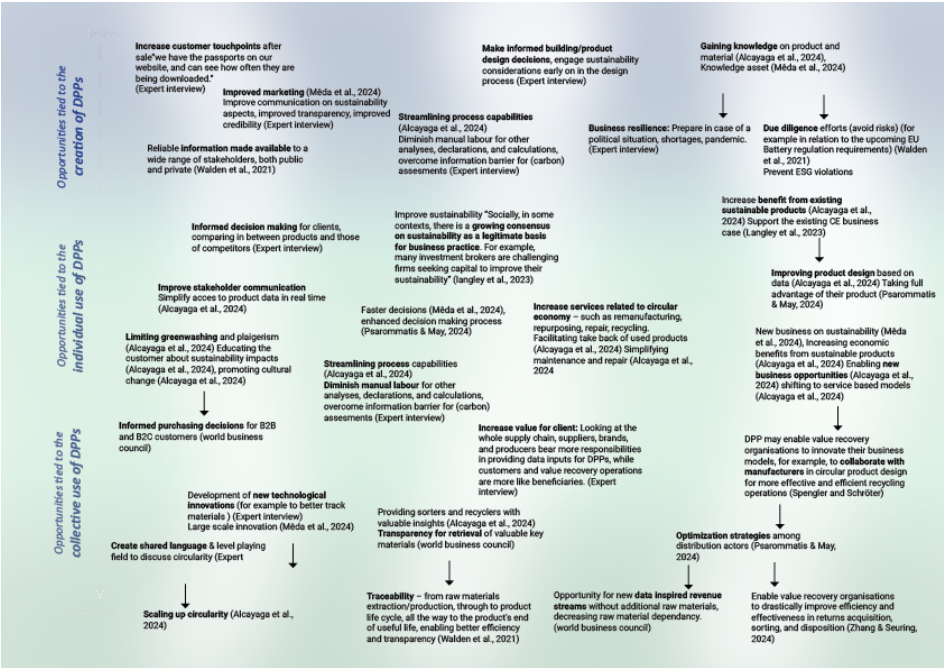 Opportunities tied to the
creation of DPPs
Increase customer touchpoints after
sale"we have the passports on our
website, and can see how often they are
being downloaded."
(Expert interview)
Improved marketing (Mêda et al., 2024)
Improve communication on sustainability
aspects, improved transparency, improved
credibility (Expert interview)
Reliable information made available to a
wide range of stakeholders, both public
and private (Walden et al., 2021)
Make informed building/product
design decisions, engage sustainability
considerations early on in the design
process (Expert interview)
Streamlining process capabilities
(Alcayaga et al., 2024)
Diminish manual labour for other
analyses, declarations, and calculations,
overcome information barrier for (carbon)
assesments (Expert interview)
Gaining knowledge on product and
material (Alcayaga et al., 2024),
Knowledge asset (Mêda et al., 2024)
Business resilience: Prepare in case of a
political situation, shortages, pandemic.
(Expert interview)
Due diligence efforts (avoid risks) (for
example in relation to the upcoming EU
Battery regulation requirements) (Walden
et al., 2021)
Prevent ESG violations
Opportunities tied to the
individual use of DPPs
Informed decision making for clients,
comparing in between products and those
of competitors (Expert interview)
Improve stakeholder communication
Simplify acces to product data in real time
(Alcayaga et al., 2024)
Limiting greenwashing and plaigerism
(Alcayaga et al., 2024) Educating the
customer about sustainability impacts
(Alcayaga et al., 2024), promoting cultural
change (Alcayaga et al., 2024)
Informed purchasing decisions for B2B
and B2C customers (world business
council)
Improve sustainability "Socially, in some
contexts, there is a growing consensus
on sustainability as a legitimate basis
for business practice. For example,
many investment brokers are challenging
firms seeking capital to improve their
sustainability" (langley et al., 2023)
Faster decisions (Mêda et al., 2024),
enhanced decision making process
(Psarommatis & May, 2024)
Streamlining process capabilities
(Alcayaga et al., 2024)
Diminish manual labour for other
analyses, declarations, and calculations,
overcome information barrier for (carbon)
assesments (Expert interview)
Increase services related to circular
economy – such as remanufacturing,
repurposing, repair, recycling.
Facilitating take back of used products
(Alcayaga et al., 2024) Simplifying
maintenance and repair (Alcayaga et al.,
2024
Increase benefit from existing
sustainable products (Alcayaga et al.,
2024) Support the existing CE business
case (Langley et al., 2023)
Improving product design based on
data (Alcayaga et al., 2024) Taking full
advantage of their product (Psarommatis
& May, 2024)
New business on sustainability (Mêda
et al., 2024), Increasing economic
benefits from sustainable products
(Alcayaga et al., 2024) Enabling new
business opportunities (Alcayaga et al.,
2024) shifting to service based models
(Alcayaga et al., 2024)
Opportunities tied to the
collective use of DPPs
Development of new technological
innovations (for example to better track
materials ) (Expert interview)
Large scale innovation (Mêda et al., 2024)
Create shared language & level playing
field to discuss circularity (Expert
Scaling up circularity (Alcayaga et al.,
2024)
Increase value for client: Looking at the
whole supply chain, suppliers, brands,
and producers bear more responsibilities
in providing data inputs for DPPs, while
customers and value recovery operations
are more like beneficiaries. (Expert
interview)
Providing sorters and recyclers with
valuable insights (Alcayaga et al., 2024)
Transparency for retrieval of valuable key
materials (world business council)
Traceability – from raw materials
extraction/production, through to product
life cycle, all the way to the product's end
of useful life, enabling better efficiency
and transparency (Walden et al., 2021)
DPP may enable value recovery
organisations to innovate their business
models, for example, to collaborate with
manufacturers in circular product design
for more effective and efficient recycling
operations (Spengler and Schröter)
Optimization strategies among
distribution actors (Psarommatis & May,
2024)
Opportunity for new data inspired revenue
streams without additional raw materials,
decreasing raw material dependancy.
(world business council)
Enable value recovery organisations
to drastically improve efficiency and
effectiveness in returns acquisition,
sorting, and disposition (Zhang & Seuring,
2024)